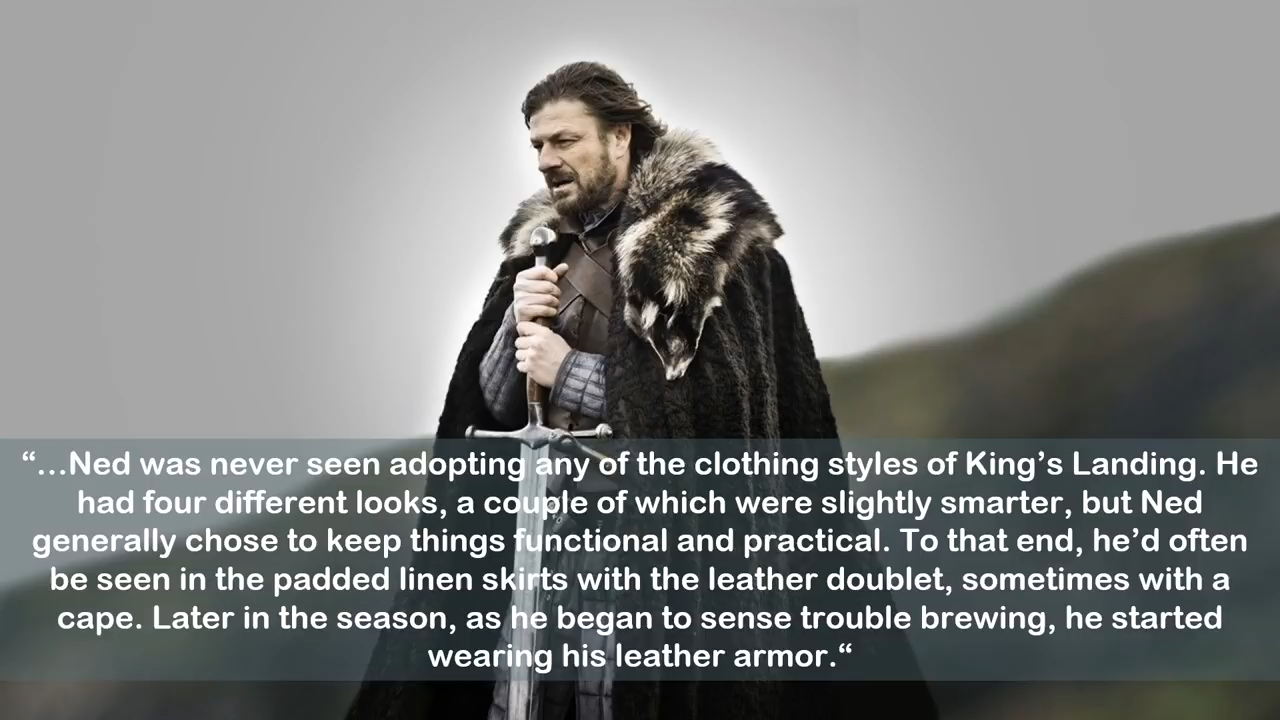 “...Ned was never seen adopting any of the clothing styles of King’s Landing. He
had four different looks, a couple of which were slightly smarter, but Ned
generally chose to keep things functional and practical. To that end, he’d often
be seen in the padded linen skirts with the leather doublet, sometimes with a
cape. Later in the season, as he began to sense trouble brewing, he started
wearing his leather armor.“